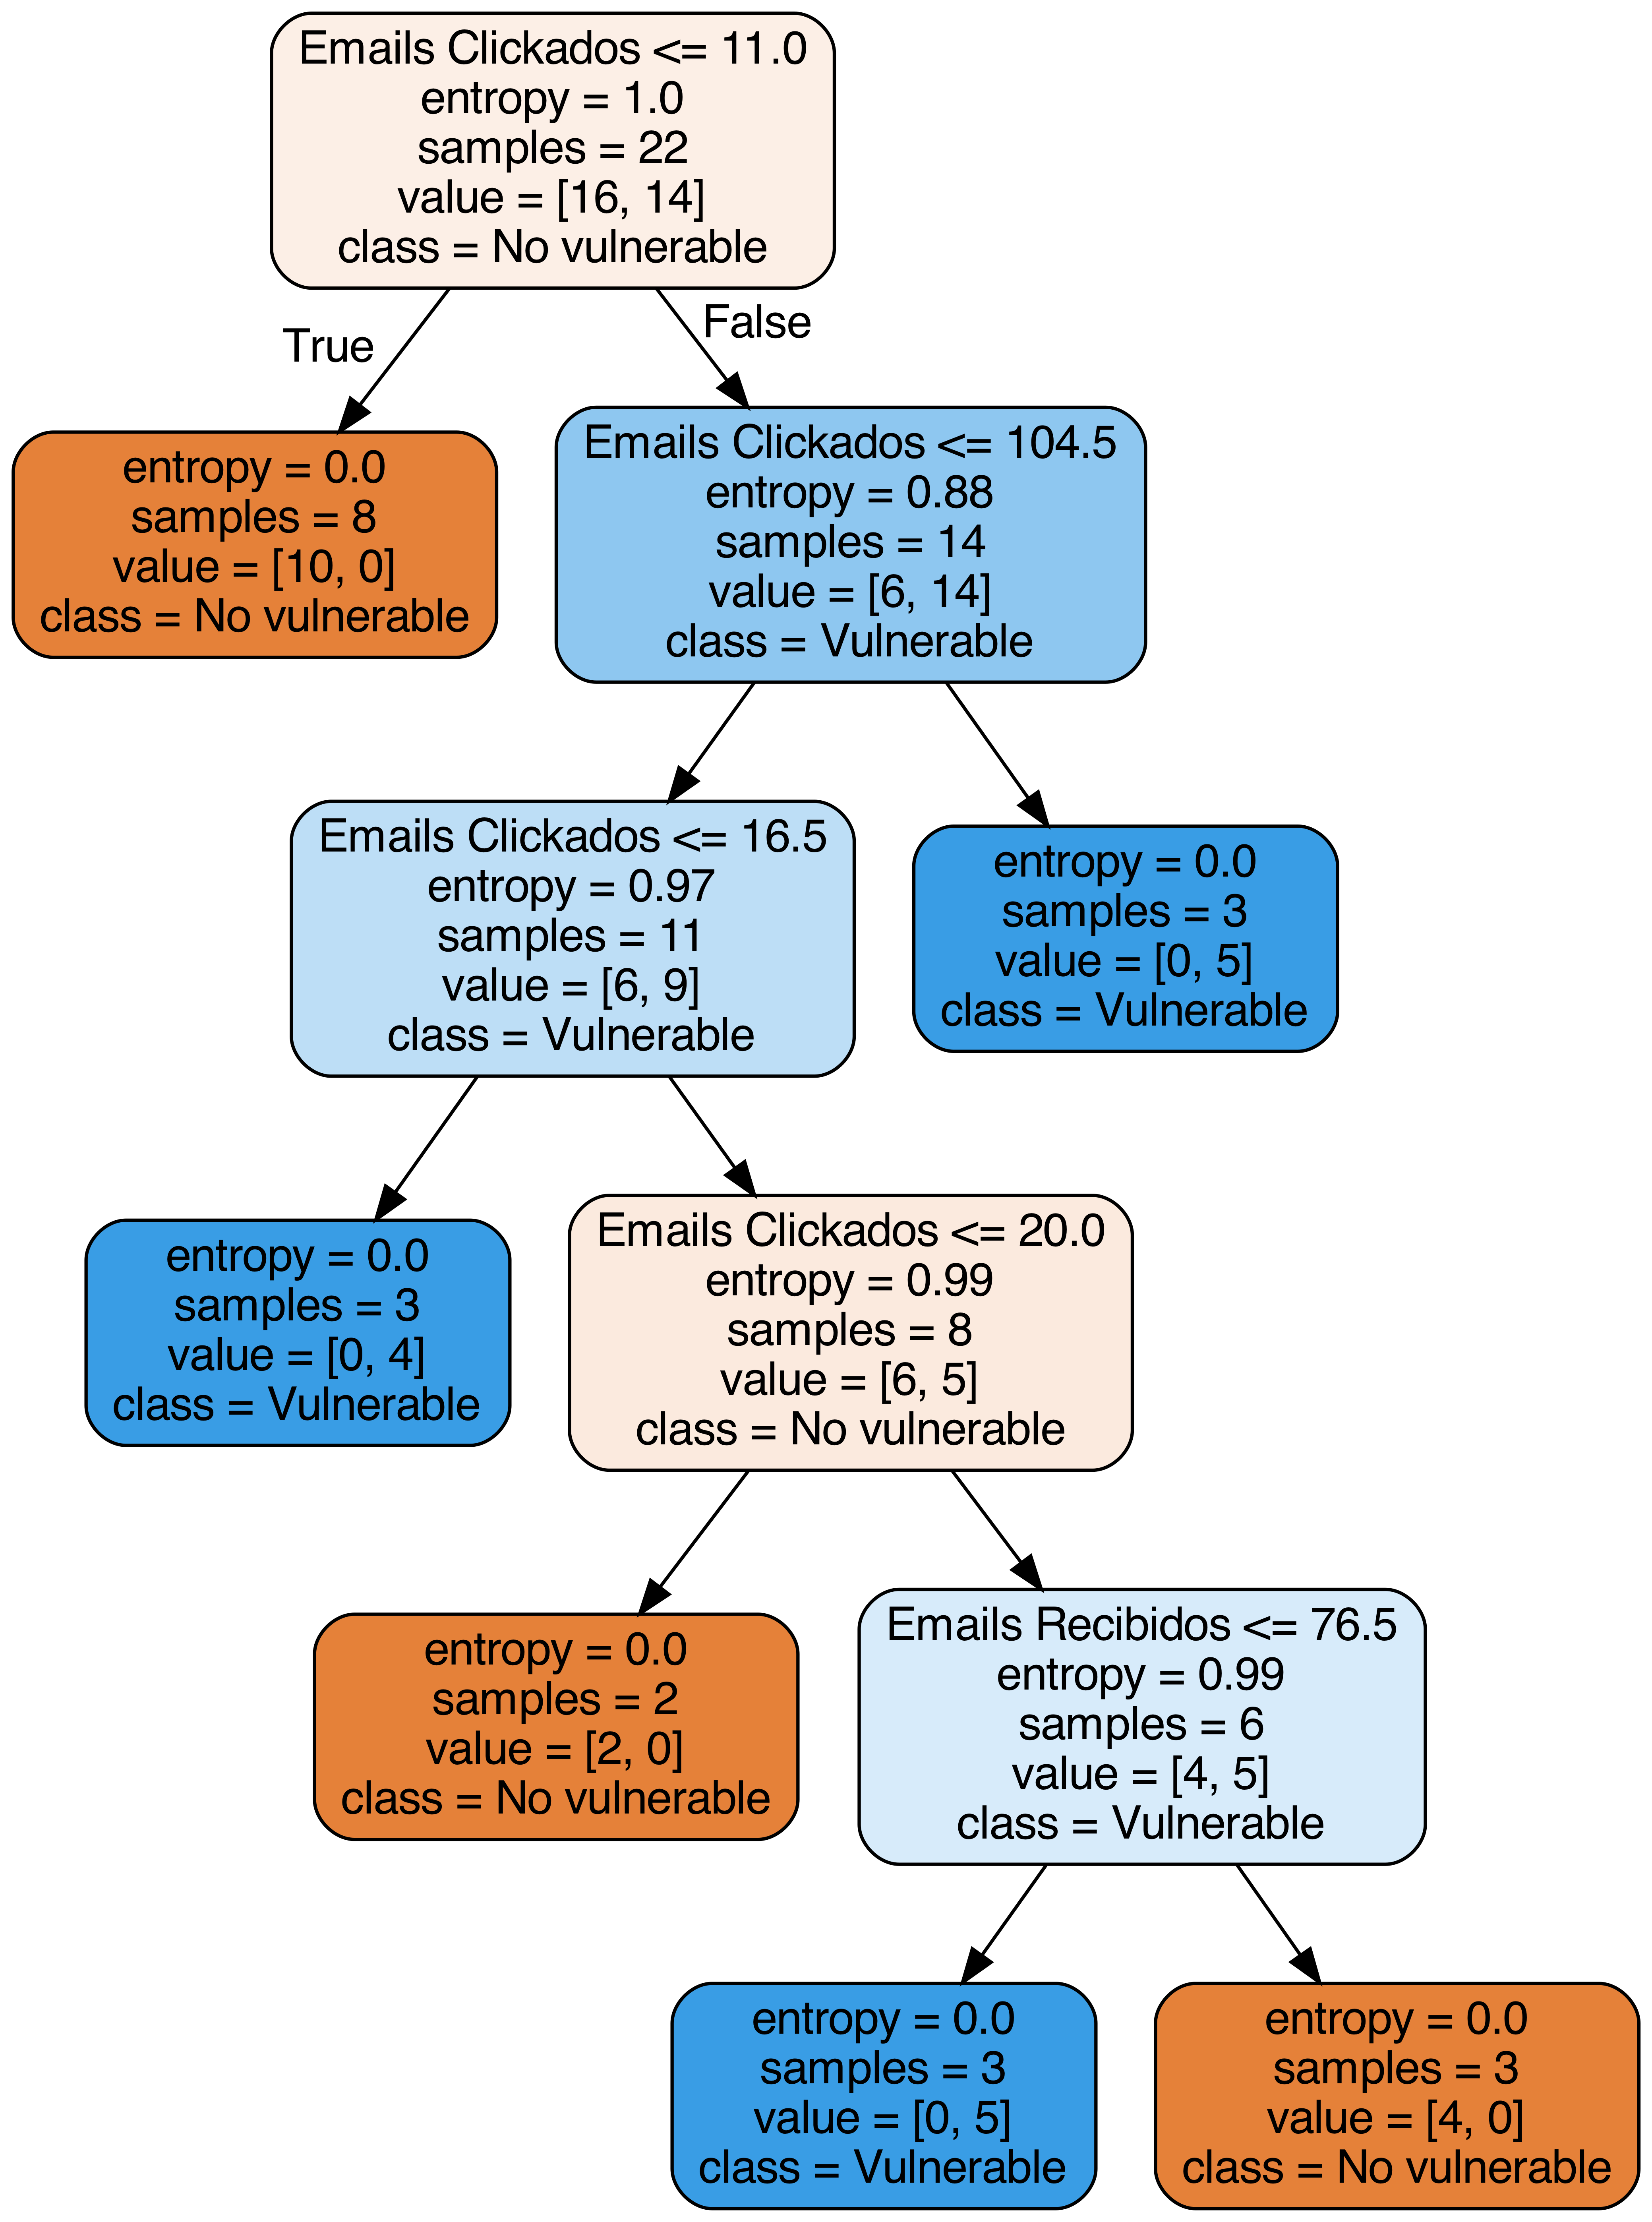 Emails Clickados <= 11.0
entropy = 1.0
samples = 22
value = [16, 14]
class = No vulnerable
True
False
entropy = 0.0
samples = 8
value = [10, 0]
class = No vulnerable
Emails Clickados <= 104.5
entropy = 0.88
samples = 14
value = [6, 14]
class = Vulnerable
Emails Clickados <= 16.5
entropy = 0.97
samples = 11
value = [6, 9]
class = Vulnerable
entropy = 0.0
samples = 3
value = [0, 5]
class = Vulnerable
entropy = 0.0
samples = 3
value = [0, 4]
class = Vulnerable
Emails Clickados <= 20.0
entropy = 0.99
samples = 8
value = [6, 5]
class = No vulnerable
entropy = 0.0
samples = 2
value = [2, 0]
class = No vulnerable
Emails Recibidos <= 76.5
entropy = 0.99
samples = 6
value = [4, 5]
class = Vulnerable
entropy = 0.0
samples = 3
value = [0, 5]
class = Vulnerable
entropy = 0.0
samples = 3
value = [4, 0]
class = No vulnerable